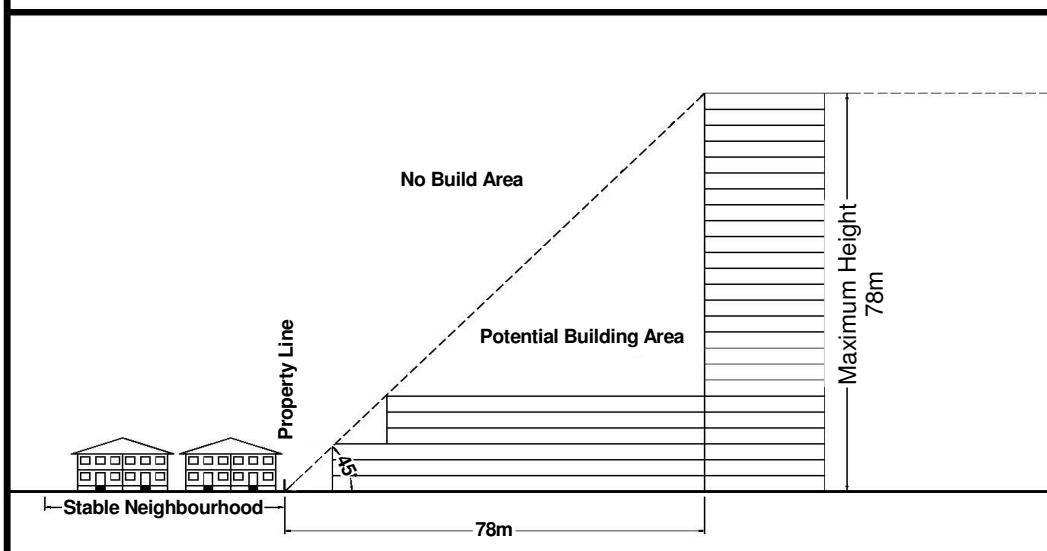 No Build Area
Maximum Height
78m
Potential Building Area
Property Line
45
Stable Neighbourhood
78m